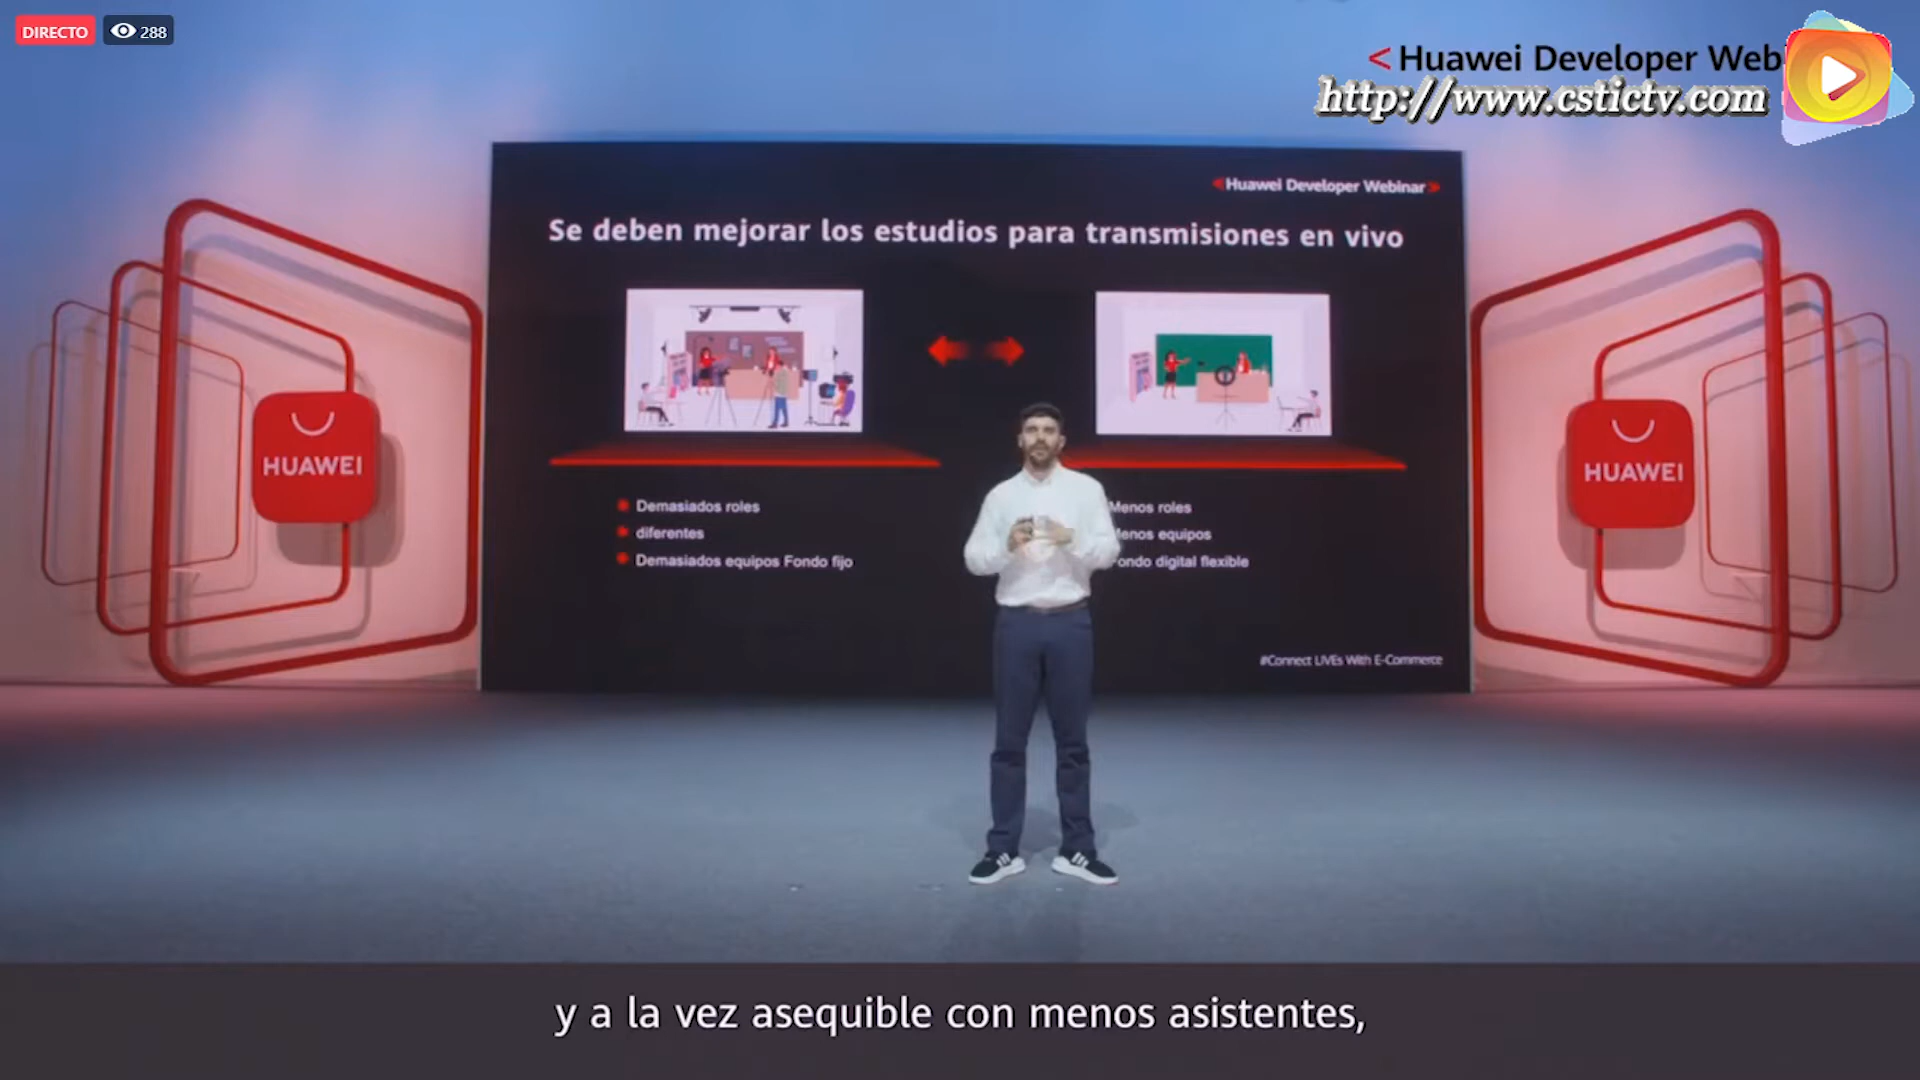 DIRECTO 288
<Huawei Developer Web
http://www.cstictv.com
<Huawei Developer Webinar>
Se deben mejorar los estudios para transmisiones en vivo
HUAWEI
HUAWEI
Demasiados roles
diferentes
Demasiados equipos Fondo fijo
Menos roles
enos equipos
ondo digital flexible
#Connect LIVEs With E-Commerce
y a la vez asequible con menos asistentes,